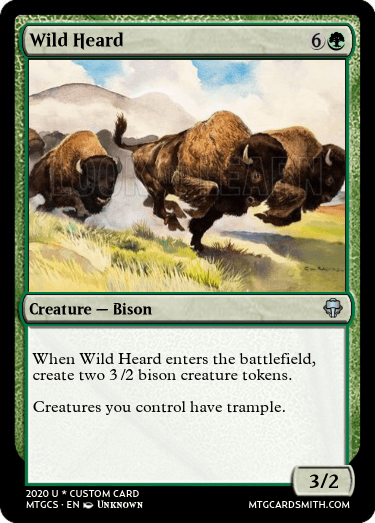 Wild Heard 6
Creature — Bison
When Wild Heard enters the battlefield,
create two 3/2 bison creature tokens.
Creatures you control have trample.
3/2
2020 U * CUSTOM CARD
MTGCS • EN UNKNOWN
MTGCARDSMITH.COM